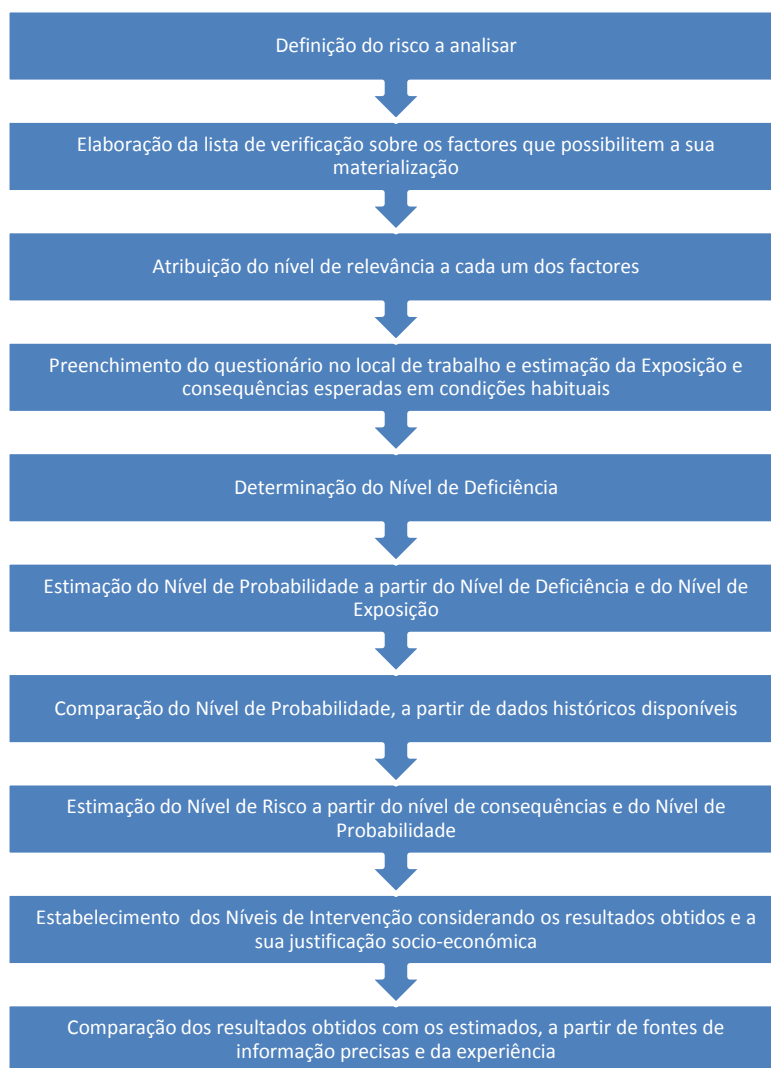 Definição do risco a analisar
Elaboração da lista de verificação sobre os factores que possibilitem a sua
materialização
Atribuição do nível de relevância a cada um dos factores
Preenchimento do questionário no local de trabalho e estimação da Exposição e
consequências esperadas em condições habituais
Determinação do Nível de Deficiência
Estimação do Nível de Probabilidade a partir do Nível de Deficiência e do Nível de
Exposição
Comparação do Nível de Probabilidade, a partir de dados históricos disponíveis
Estimação do Nível de Risco a partir do nível de consequências e do Nível de
Probabilidade
Estabelecimento dos Níveis de Intervenção considerando os resultados obtidos e a
sua justificação socio-económica
Comparação dos resultados obtidos com os estimados, a partir de fontes de
informação precisas e da experiência